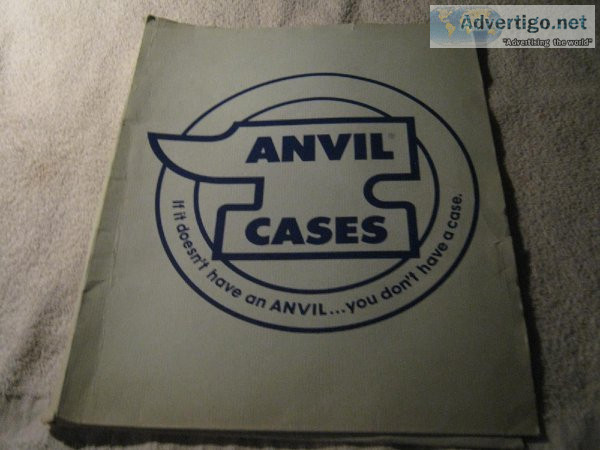 Advertigo.net
"Advertising the world"
ANVIL®
CASES
If it doesn't have an ANVIL...you don't have a case.